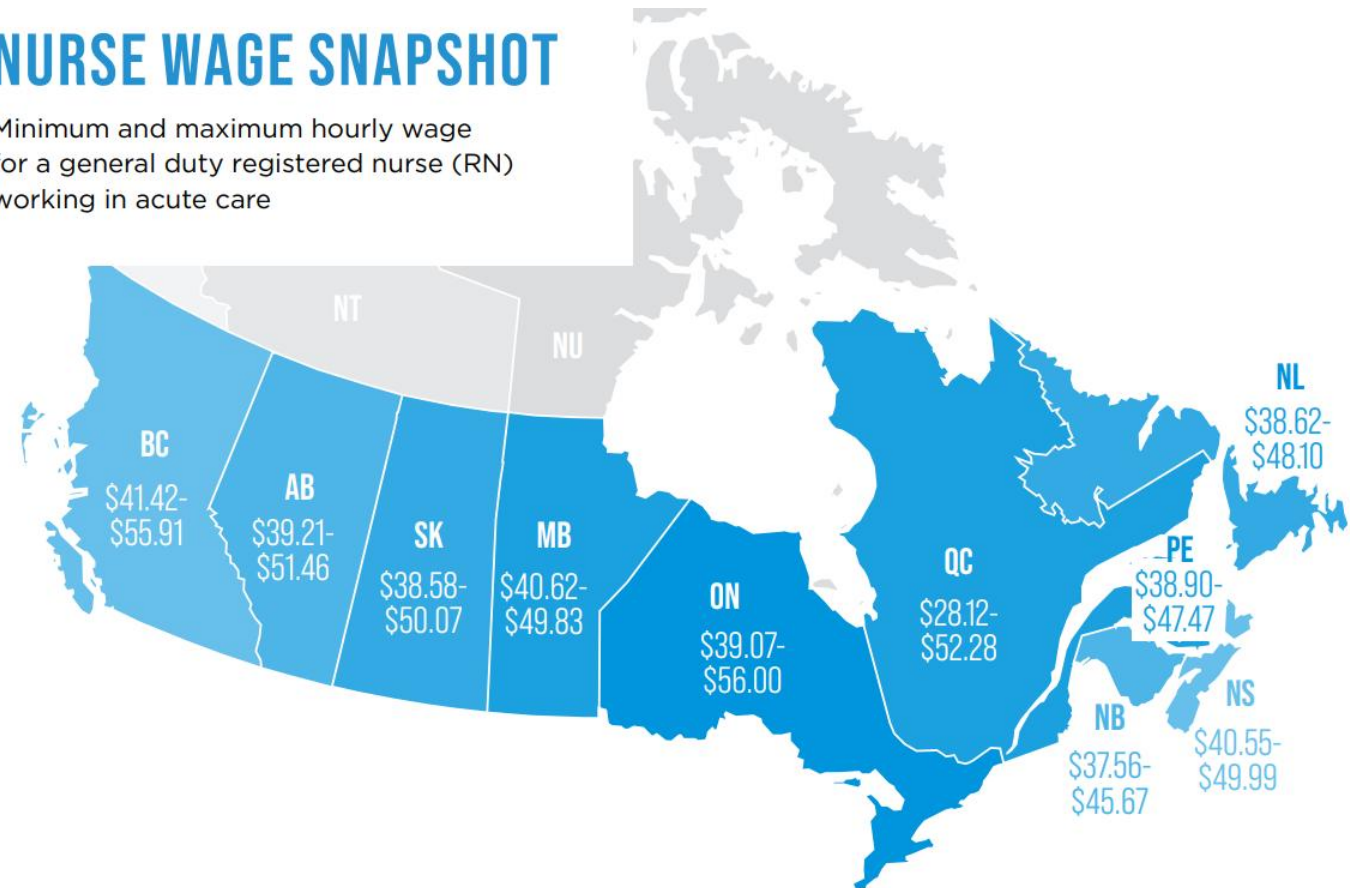 NURSE WAGE SNAPSHOT
Minimum and maximum hourly wage
for a general duty registered nurse (RN)
working in acute care
NT
NU
BC
$41.42-
$55.91
AB
$39.21-
$51.46
SK
$38.58-
$50.07
MB
$40.62-
$49.83
ON
$39.07-
$56.00
QC
$28.12-
$52.28
NL
$38.62-
$48.10
PE
$38.90-
$47.47
NB
$37.56-
$45.67
NS
$40.55-
$49.99